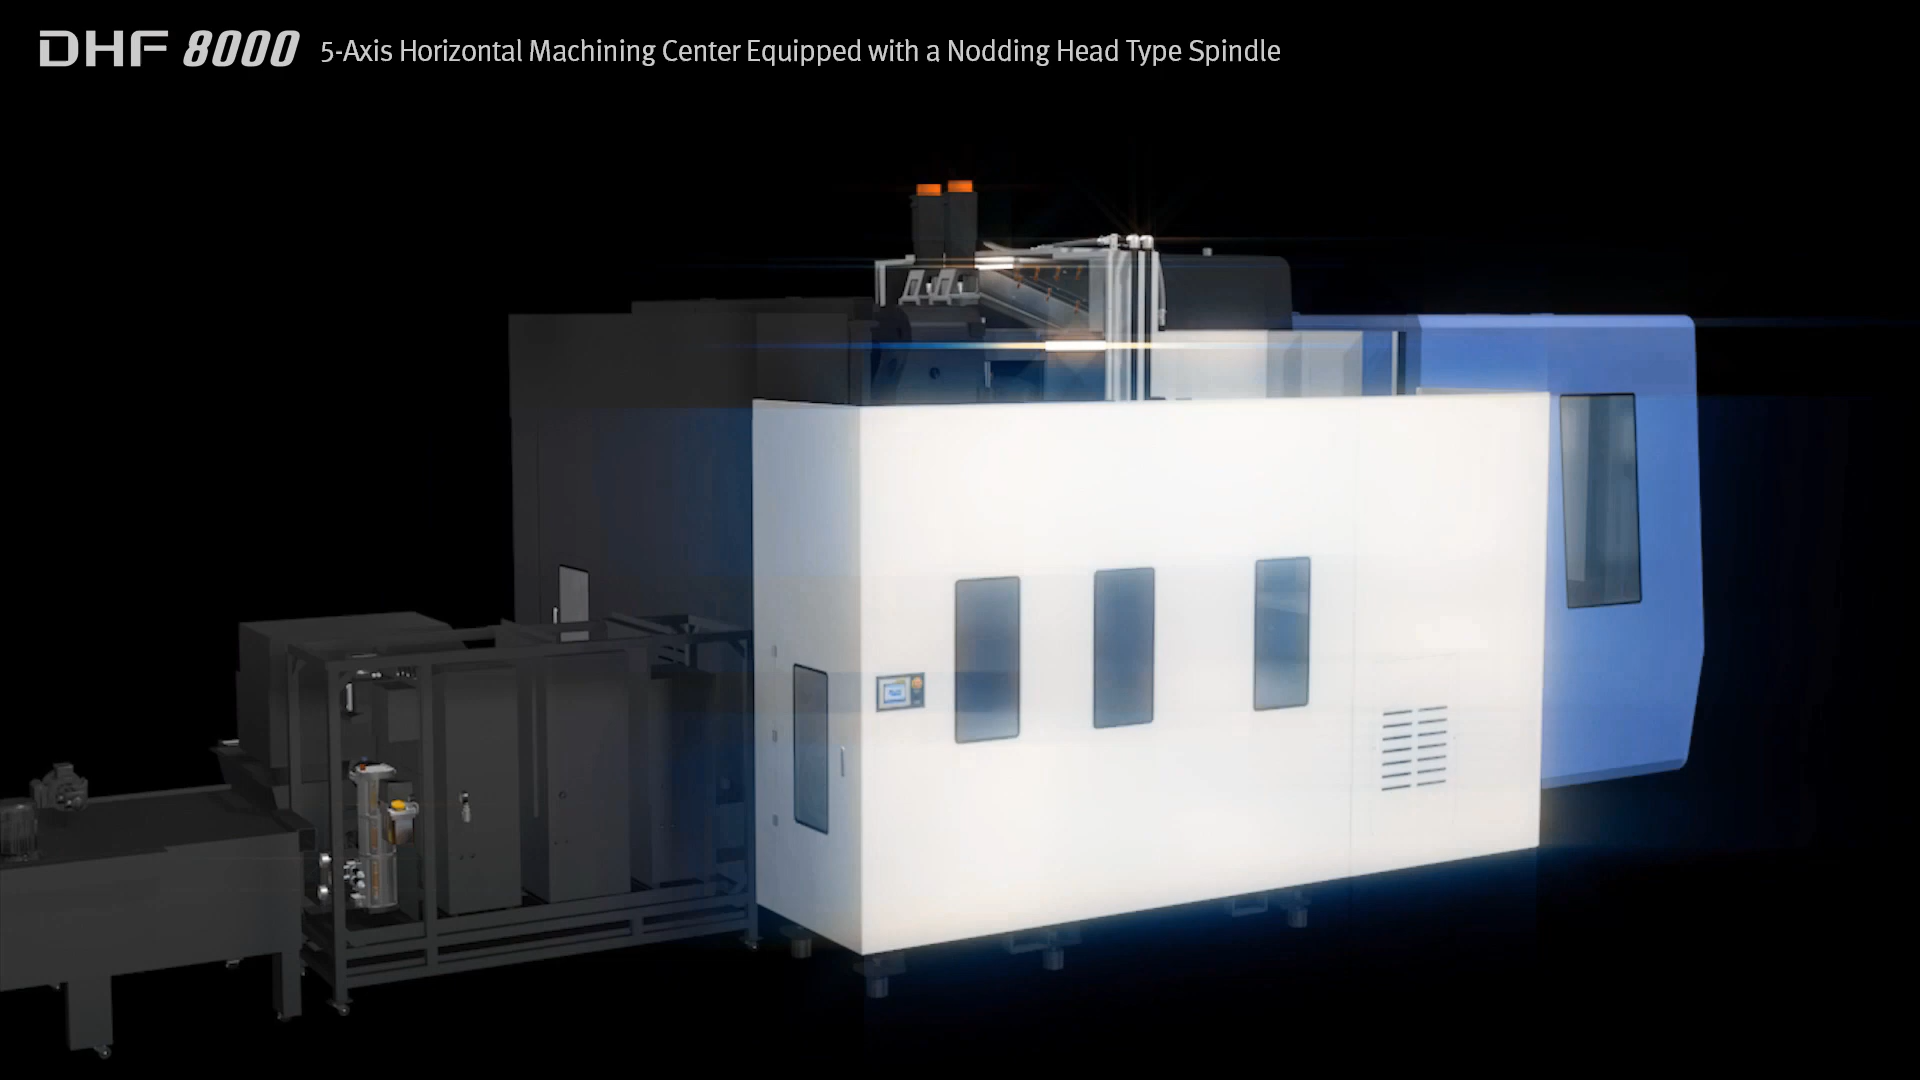 DHF 8000 5-Axis Horizontal Machining Center Equipped with a Nodding Head Type Spindle